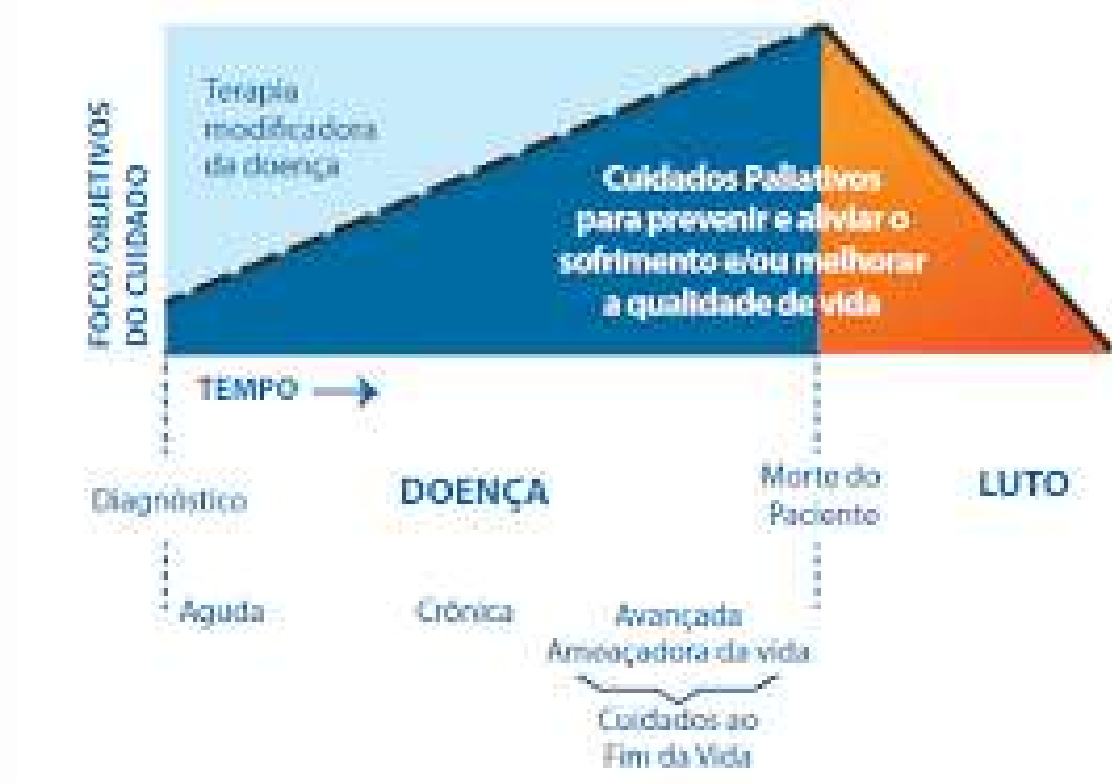 FOCO/ OBJETIVOS
DO CUIDADO
Terapia
modificadora
da doença
Cuidados Paliativos
para prevenir e aliviar o
sofrimento e/ou melhorar
a qualidade de vida
TEMPO
Diagnóstico
DOENÇA
Morte do
Paciente
LUTO
Aguda
Crônica
Avançada
Ameaçadora da vida
Cuidados ao
Fim da Vida